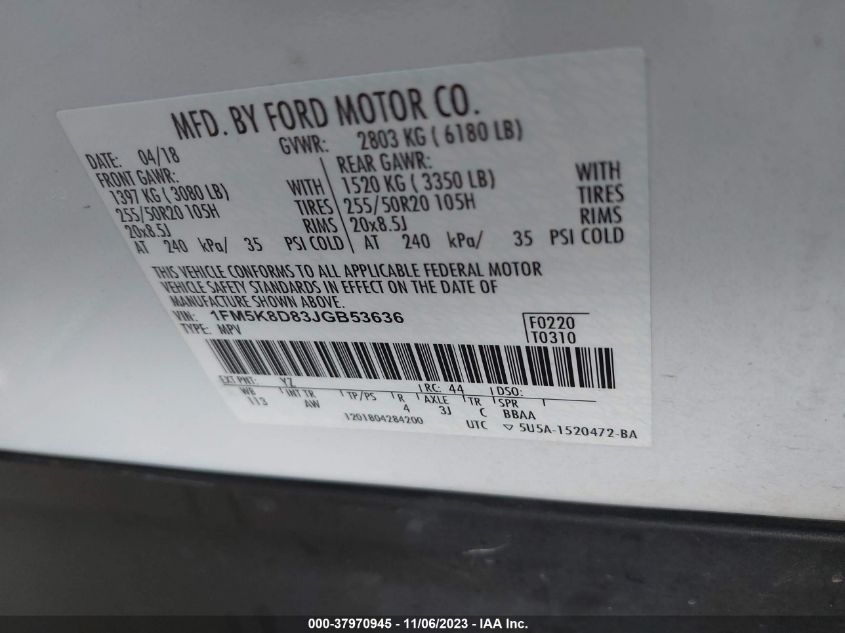 MFD. BY FORD MOTOR CO.
DATE: 04/18 GVWR: 2803 KG ( 6180 LB)
FRONT GAWR: REAR GAWR:
1397 KG ( 3080 LB) WITH 1520 KG ( 3350 LB) WITH
255/50R20 105H TIRES 255/50R20 105H TIRES
20x8.5J RIMS 20x8.5J RIMS
AT 240 kPa/ 35 PSI COLD AT 240 kPa/ 35 PSI COLD
THIS VEHICLE CONFORMS TO ALL APPLICABLE FEDERAL MOTOR
VEHICLE SAFETY STANDARDS IN EFFECT ON THE DATE OF
MANUFACTURE SHOWN ABOVE.
VIN: 1FM5K8D83JGB53636 F0220
TYPE: MPV T0310
EXT PNT: YZ RC: 44 DSO:
WB INT TR TP/PS R AXLE TR SPR
113 AW 4 3J C BBAA
1201804284200 UTC ▽ 5U5A-1520472-BA
000-37970945 - 11/06/2023 - IAA Inc.